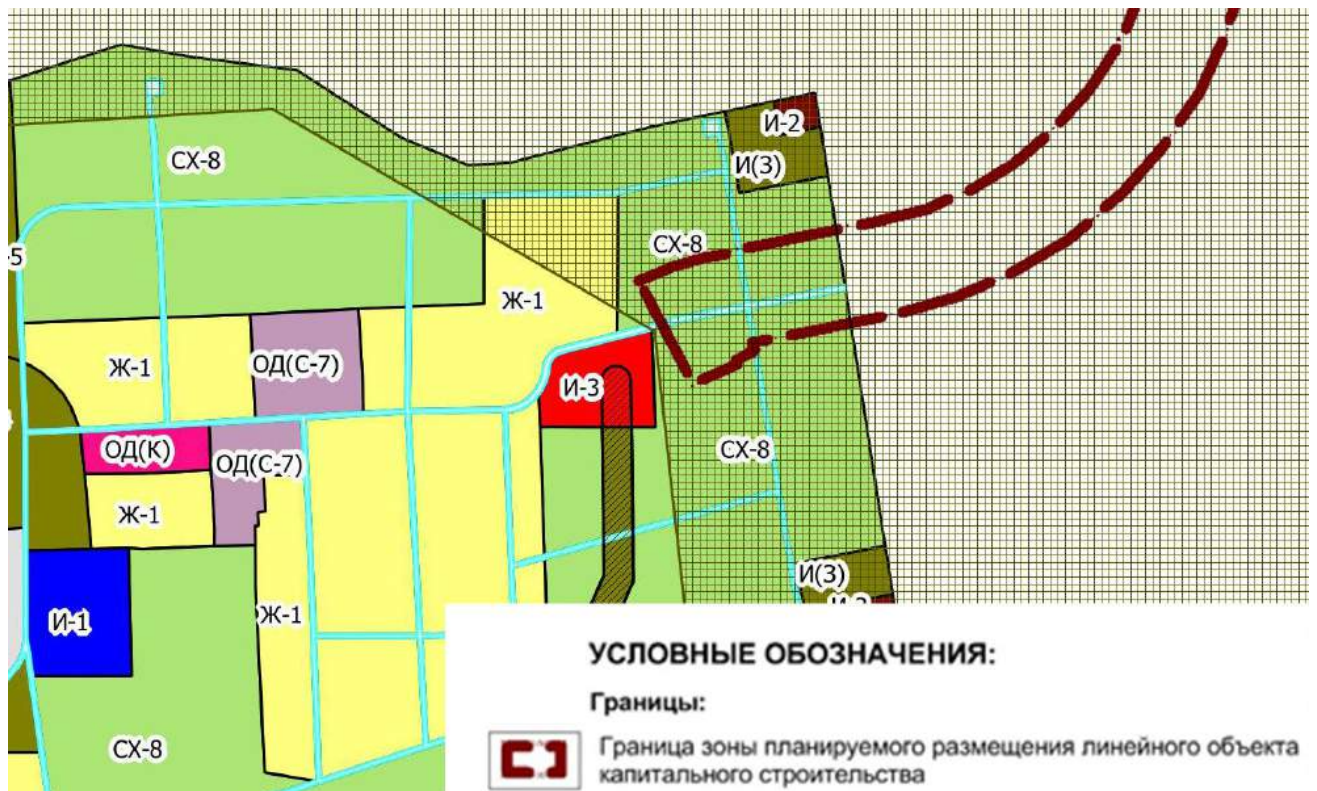 И-2
СХ-8
И(3)
СХ-8
-5
Ж-1
Ж-1
ОД(С-7)
И-3
ОД(К)
ОД(С-7)
СХ-8
Ж-1
И(3)
И-1
Ж-1
СХ-8
УСЛОВНЫЕ ОБОЗНАЧЕНИЯ:
Границы:
Граница зоны планируемого размещения линейного объекта
капитального строительства